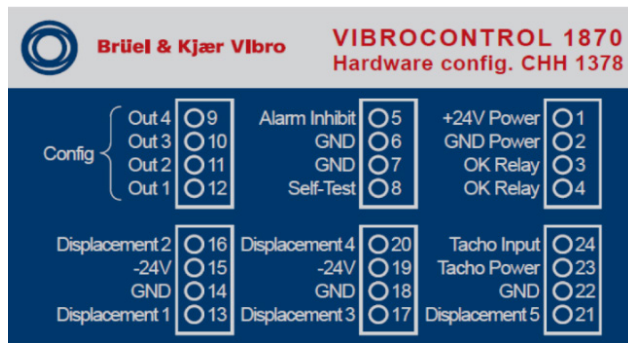 Brüel & Kjær Vibro
VIBROCONTROL 1870
Hardware config. CHH 1378
Config
Out 4 9
Out 3 10
Out 2 11
Out 1 12
Alarm Inhibit 5
GND 6
GND 7
Self-Test 8
+24V Power 1
GND Power 2
OK Relay 3
OK Relay 4
Displacement 2 16
-24V 15
GND 14
Displacement 1 13
Displacement 4 20
-24V 19
GND 18
Displacement 3 17
Tacho Input 24
Tacho Power 23
GND 22
Displacement 5 21